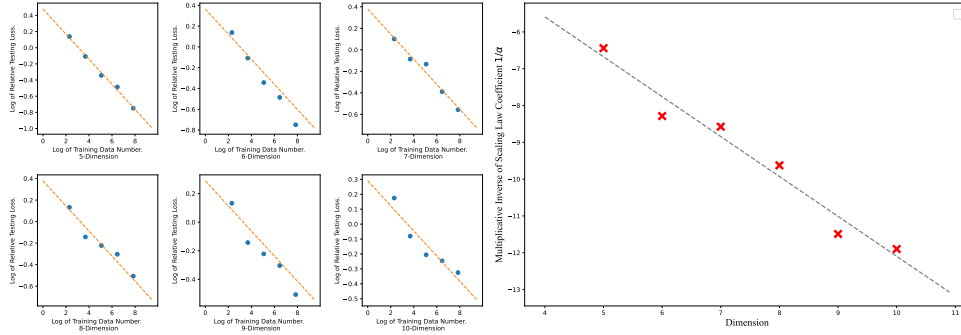 Log of Relative Testing Loss.
0.4
0.2
0.0
−0.2
−0.4
−0.6
−0.8
−1.0
0 2 4 6 8
Log of Training Data Number.
5-Dimension
Log of Relative Testing Loss.
0.4
0.2
0.0
−0.2
−0.4
−0.6
−0.8
0 2 4 6 8
Log of Training Data Number.
6-Dimension
Log of Relative Testing Loss.
0.4
0.2
0.0
−0.2
−0.4
−0.6
0 2 4 6 8
Log of Training Data Number.
7-Dimension
Log of Relative Testing Loss.
0.4
0.2
0.0
−0.2
−0.4
−0.6
0 2 4 6 8
Log of Training Data Number.
8-Dimension
Log of Relative Testing Loss.
0.2
0.0
−0.2
−0.4
0 2 4 6 8
Log of Training Data Number.
9-Dimension
Log of Relative Testing Loss.
0.3
0.2
0.1
0.0
−0.1
−0.2
−0.3
−0.4
−0.5
0 2 4 6 8
Log of Training Data Number.
10-Dimension
Multiplicative Inverse of Scaling Law Coefficient 1/α
−6
−7
−8
−9
−10
−11
−12
−13
4 5 6 7 8 9 10 11
Dimension